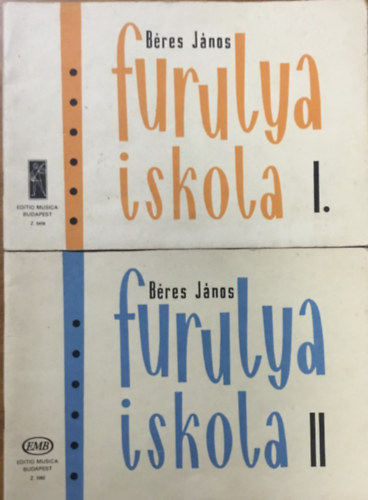 Béres János
furulya
iskola I.
EDITIO MUSICA
BUDAPEST
Béres János
furulya
iskola II
EMB
EDITIO MUSICA
BUDAPEST